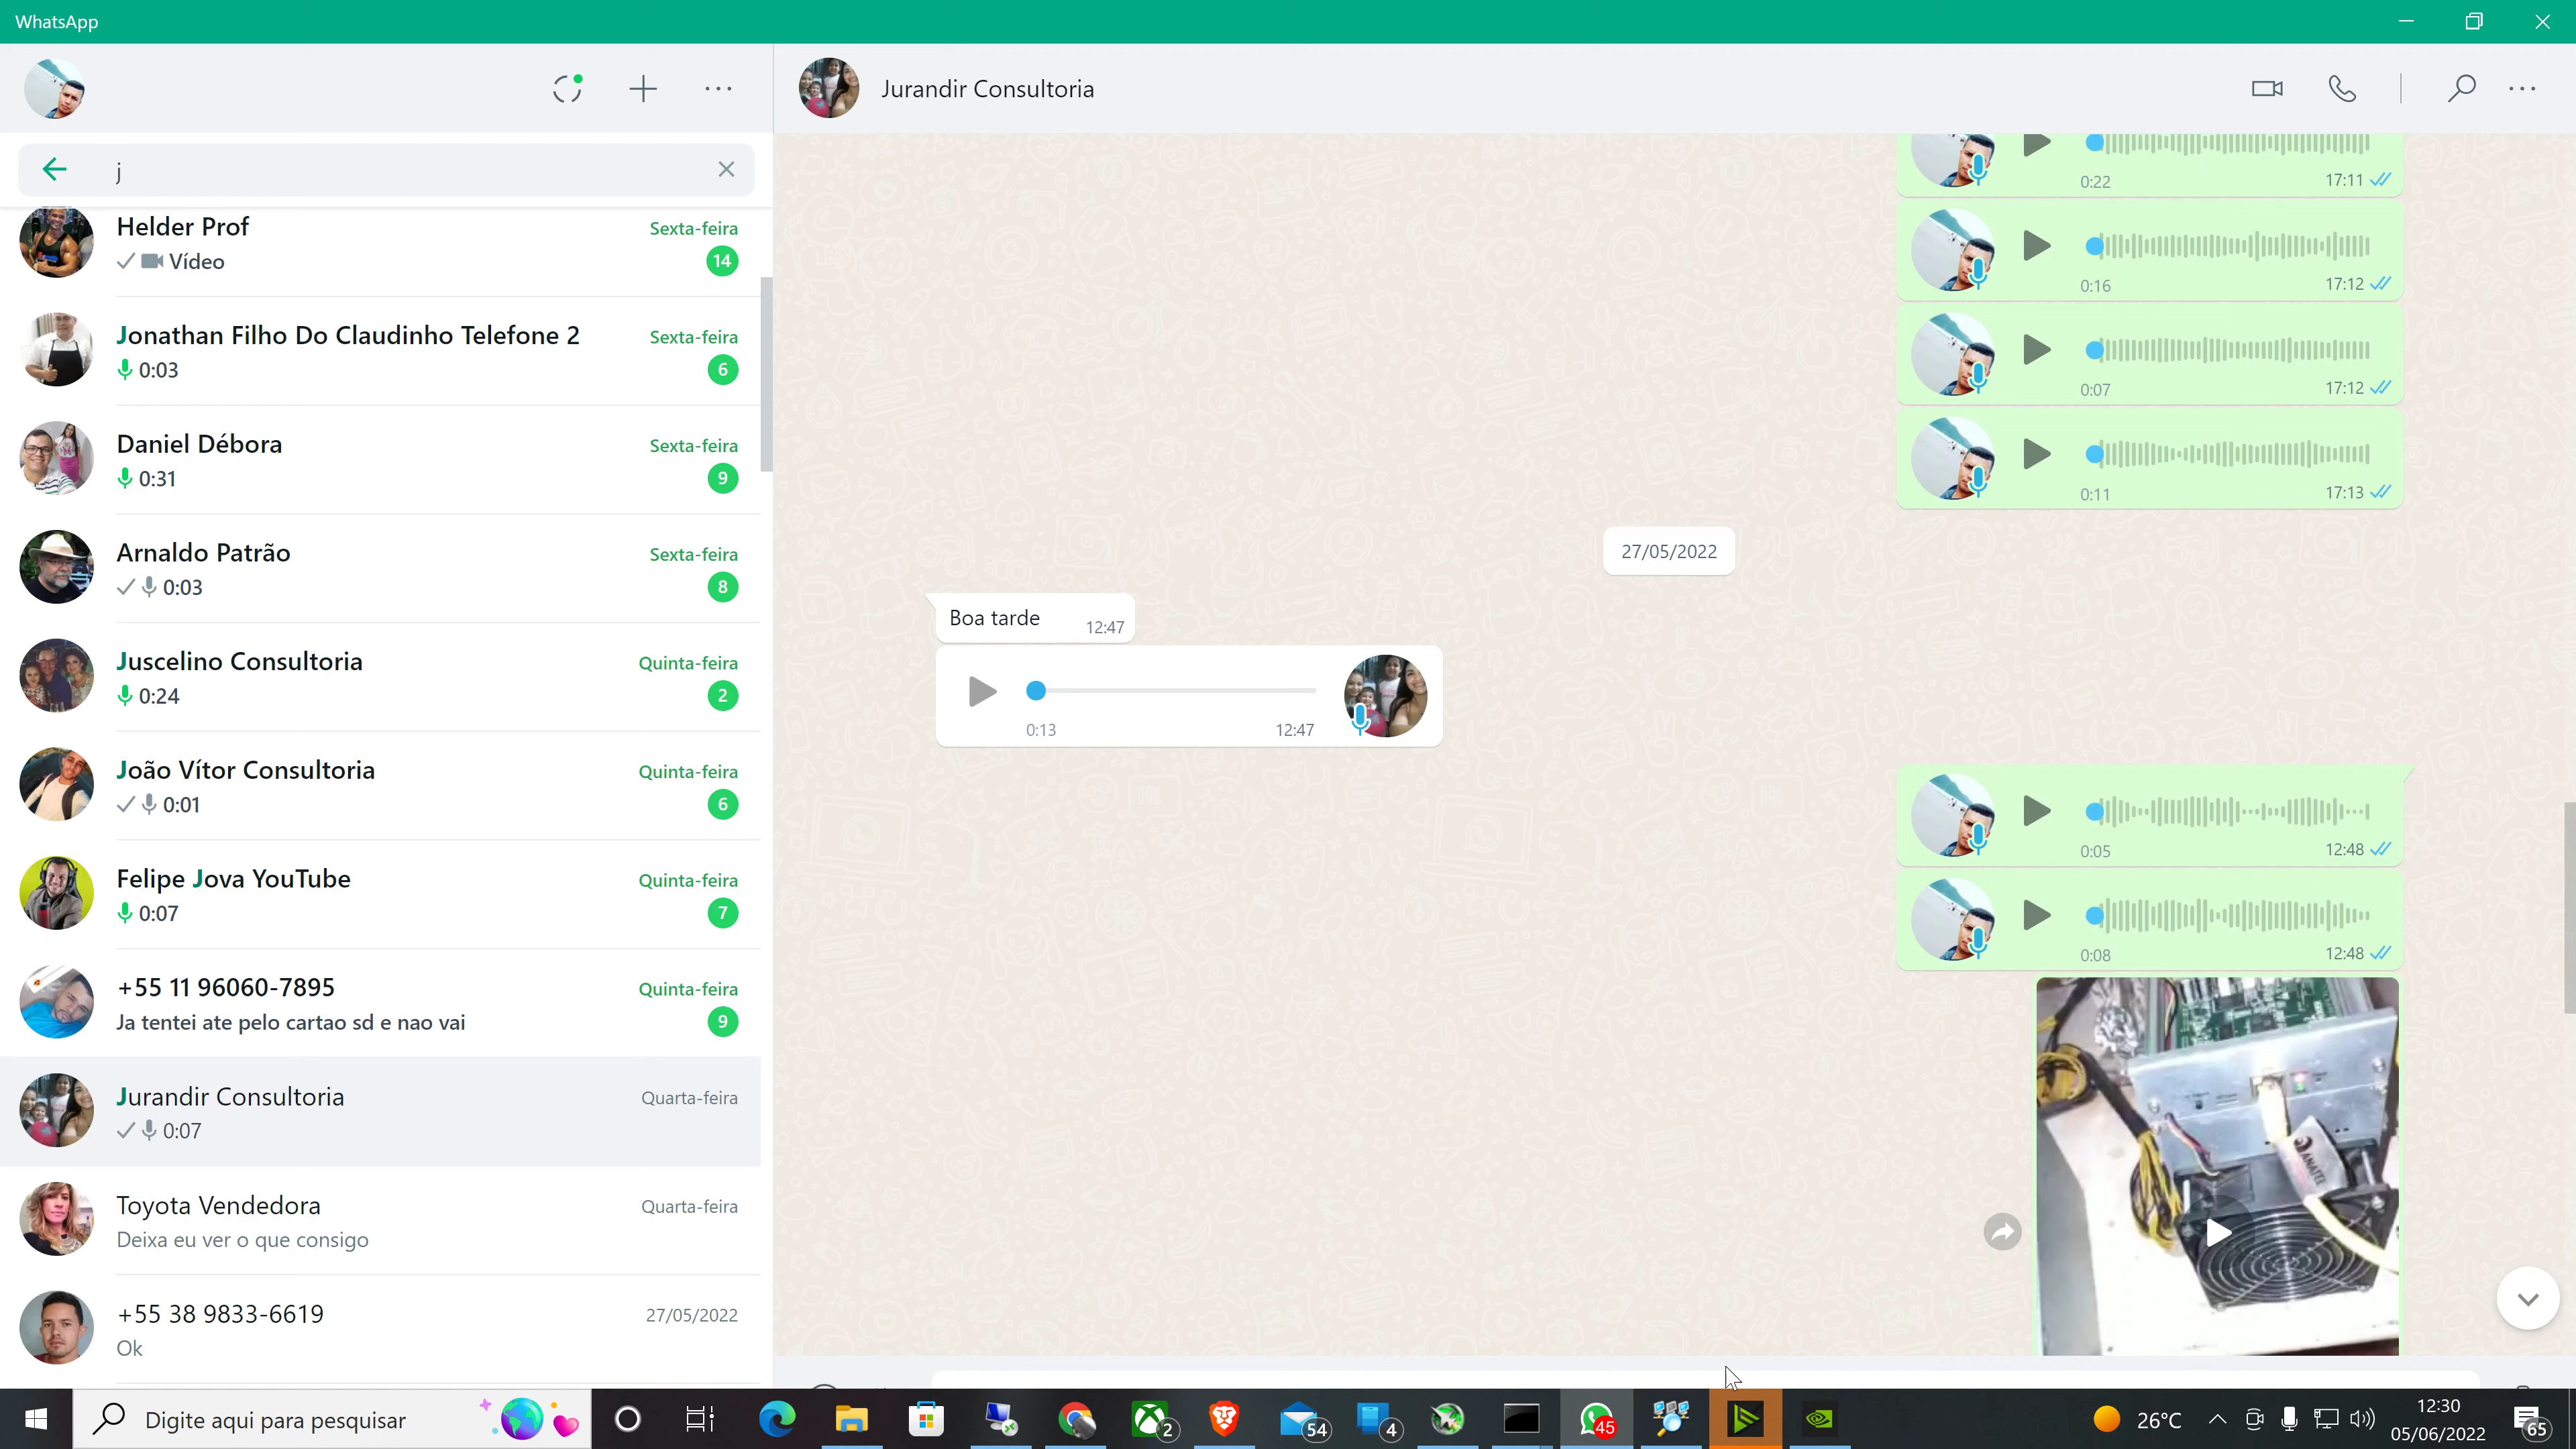 WhatsApp
j
Helder Prof
Sexta-feira
Vídeo
14
Jonathan Filho Do Claudinho Telefone 2
Sexta-feira
0:03
6
Daniel Débora
Sexta-feira
0:31
9
Arnaldo Patrão
Sexta-feira
0:03
8
Juscelino Consultoria
Quinta-feira
0:24
2
João Vítor Consultoria
Quinta-feira
0:01
6
Felipe Jova YouTube
Quinta-feira
0:07
7
+55 11 96060-7895
Quinta-feira
Ja tentei ate pelo cartao sd e nao vai
9
Jurandir Consultoria
Quarta-feira
0:07
Toyota Vendedora
Quarta-feira
Deixa eu ver o que consigo
+55 38 9833-6619
27/05/2022
Ok
Jurandir Consultoria
0:22
17:11
0:16
17:12
0:07
17:12
0:11
17:13
27/05/2022
Boa tarde
12:47
0:13
12:47
0:05
12:48
0:08
12:48
ANATEL
Digite aqui para pesquisar
2
54
4
45
26°C
12:30
05/06/2022
65